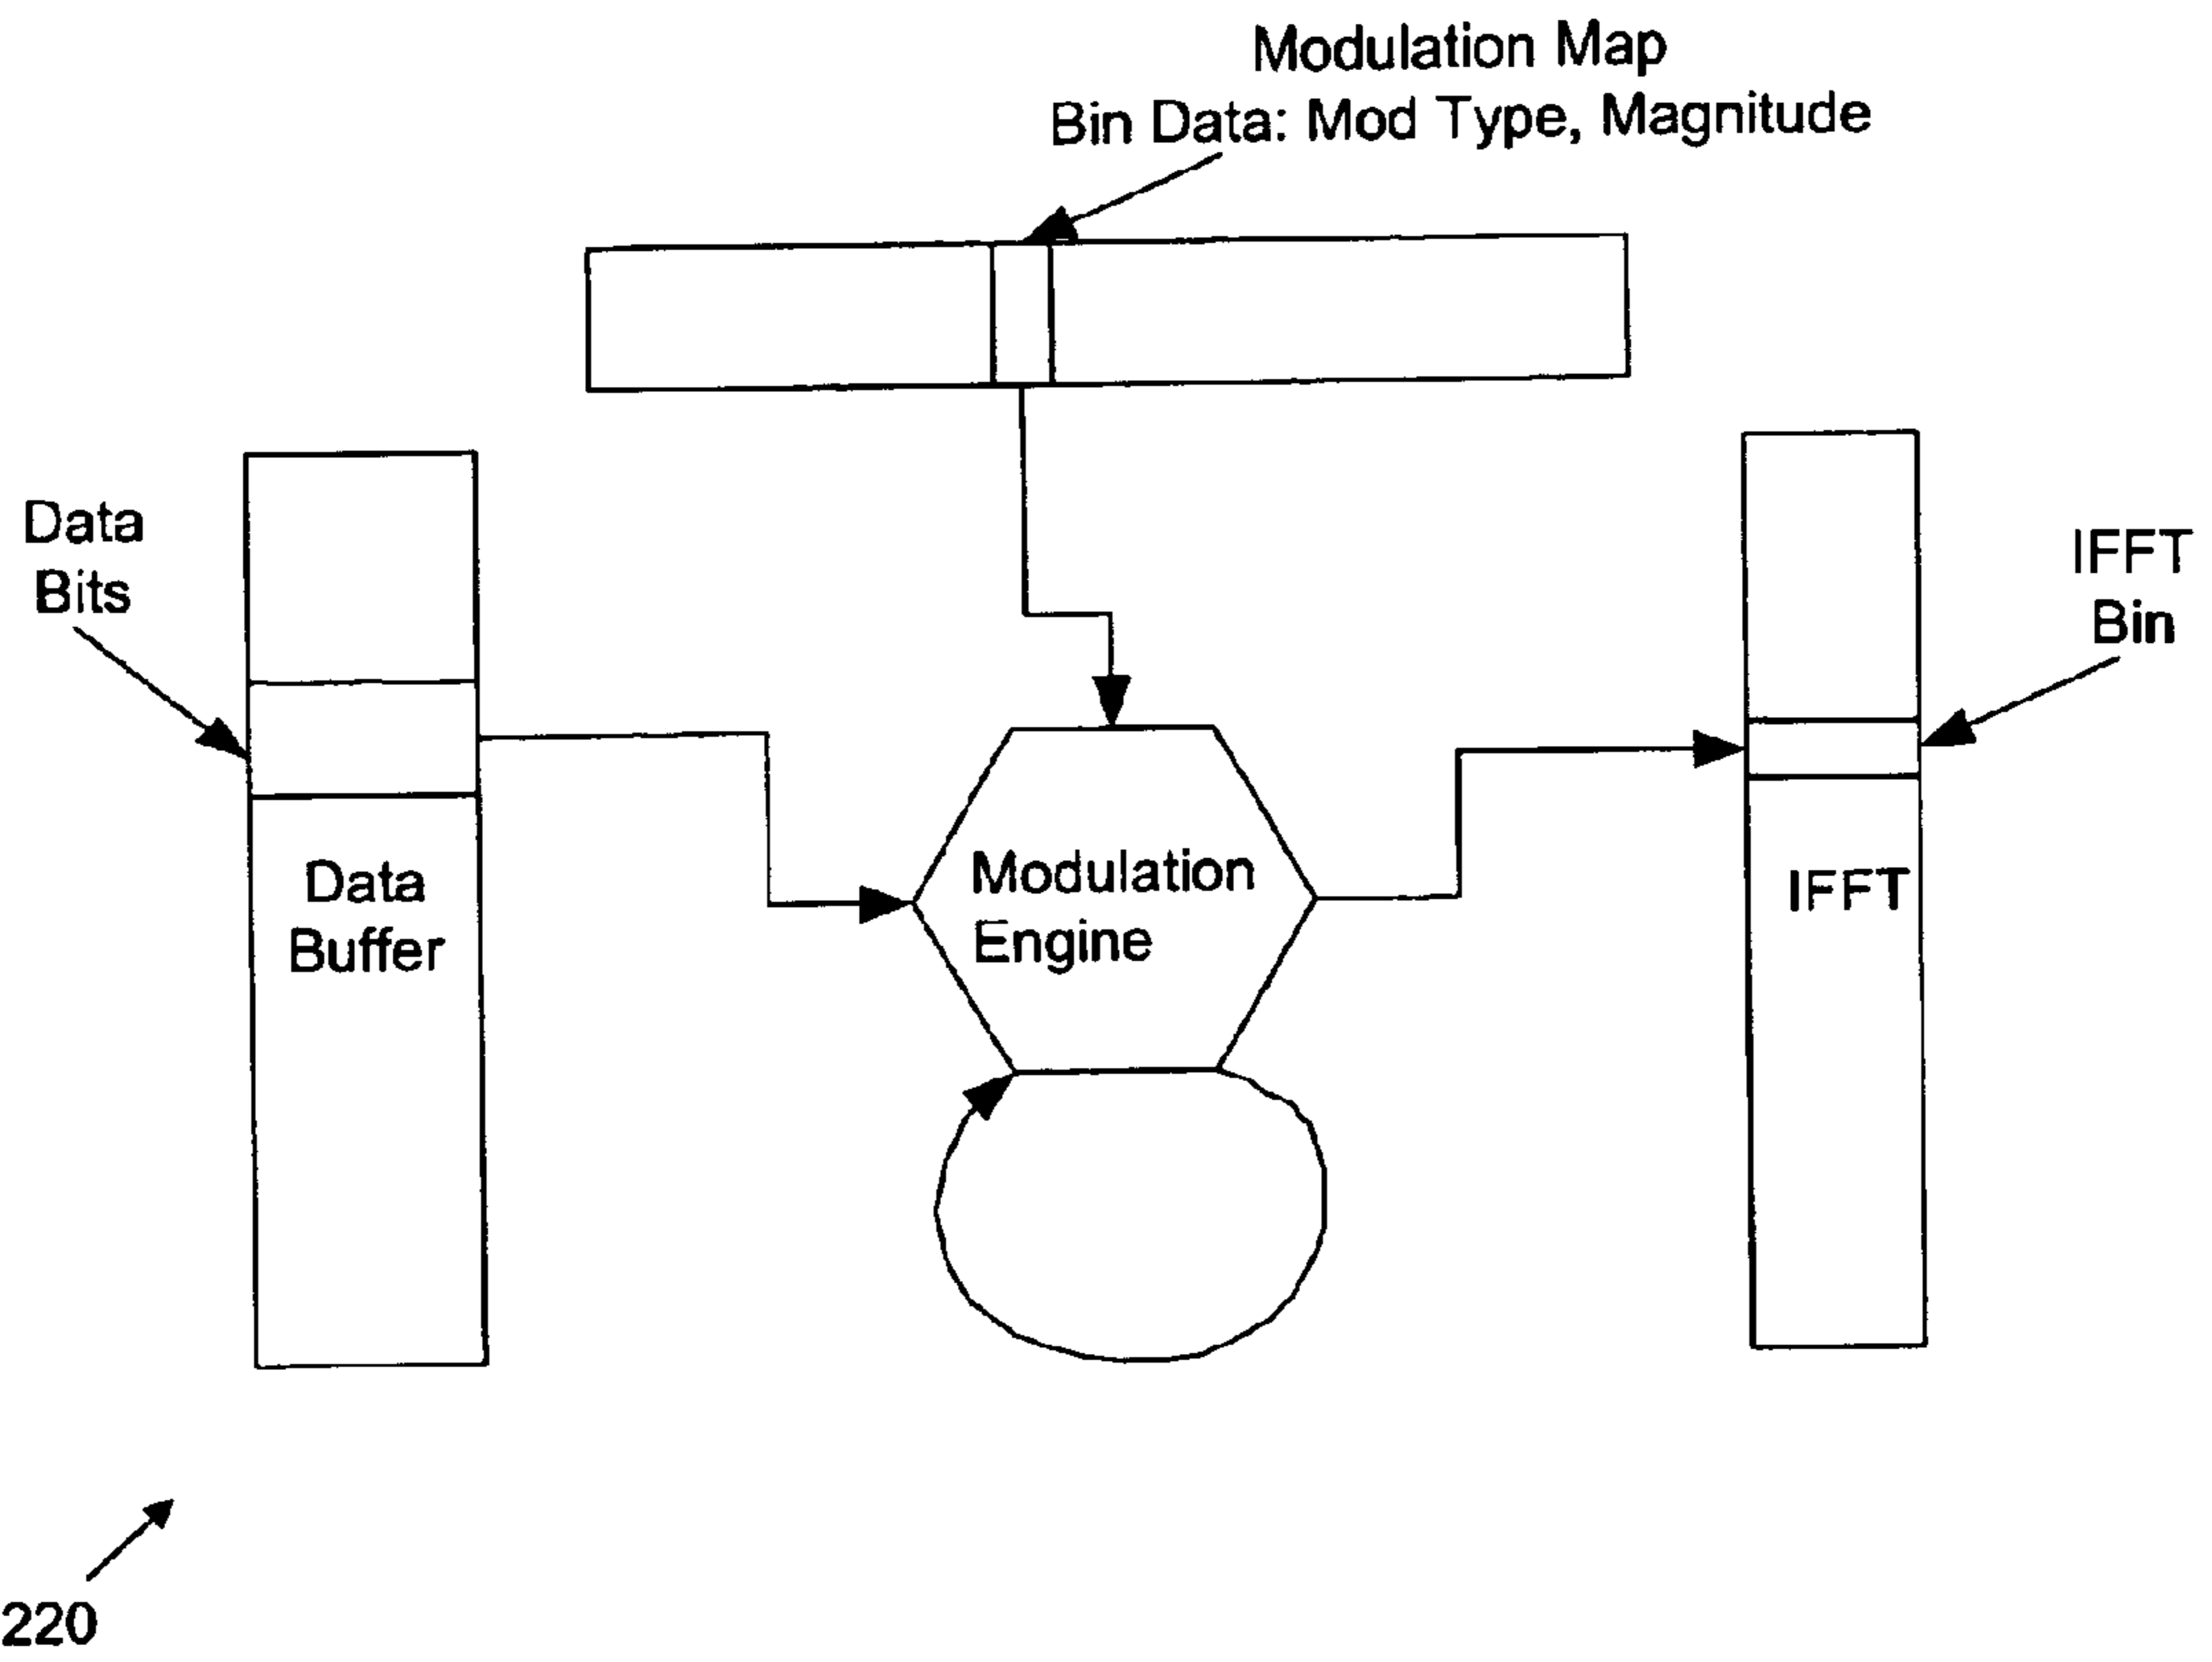 Modulation Map
Bin Data: Mod Type, Magnitude
Data
Bits
IFFT
Bin
Data
Buffer
Modulation
Engine
IFFT
220